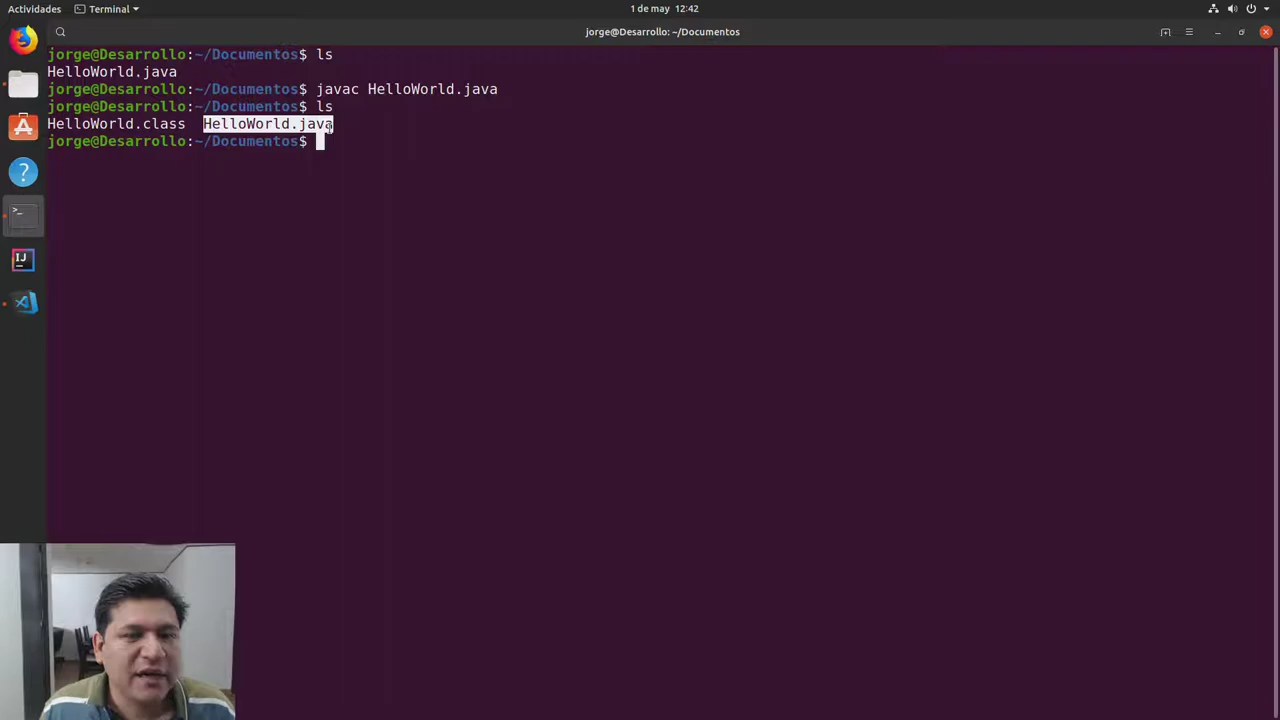 Actividades Terminal 1 de may 12:42
jorge@Desarrollo: ~/Documentos
jorge@Desarrollo:~/Documentos$ ls
HelloWorld.java
jorge@Desarrollo:~/Documentos$ javac HelloWorld.java
jorge@Desarrollo:~/Documentos$ ls
HelloWorld.class HelloWorld.java
jorge@Desarrollo:~/Documentos$
>_
?
IJ